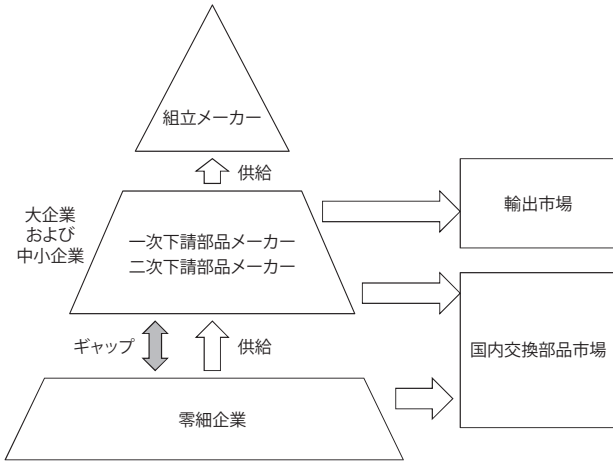 組立メーカー
供給
大企業
および
中小企業
一次下請部品メーカー
二次下請部品メーカー
輸出市場
国内交換部品市場
ギャップ
供給
零細企業